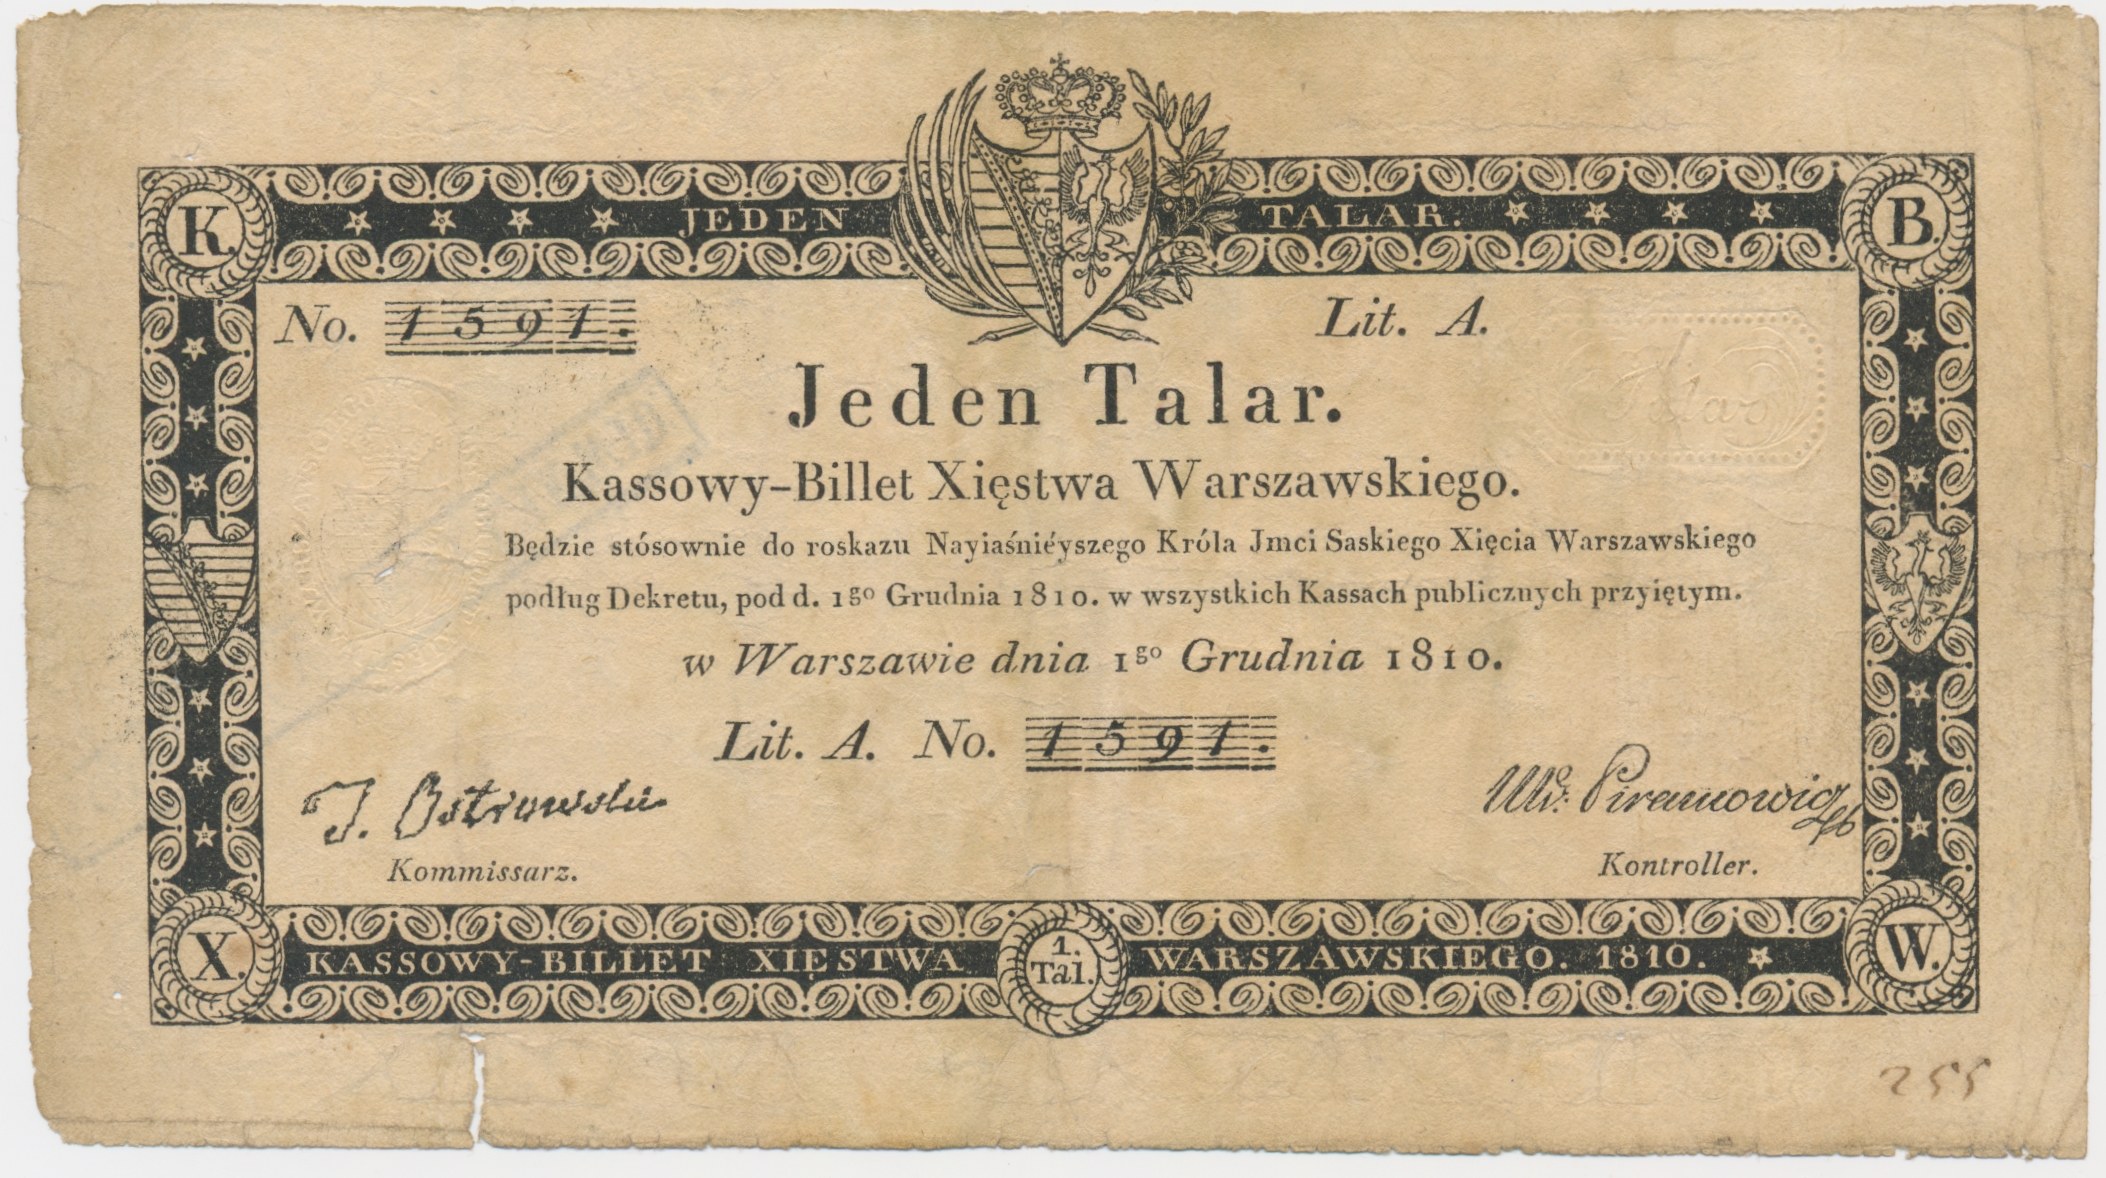 K. JEDEN TALAR. B.
No. 1591. Lit. A.
Jeden Talar.
Kassowy-Billet Xięstwa Warszawskiego.
Będzie stósownie do roskazu Nayiaśniéyszego Króla Jmci Saskiego Xięcia Warszawskiego
podług Dekretu, pod d. 1go Grudnia 1810. w wszystkich Kassach publicznych przyiętym.
w Warszawie dnia 1go Grudnia 1810.
Lit. A. No. 1591.
J. Ostrowski. Piramowicz
Kommissarz. Kontroller.
X. KASSOWY-BILLET XIĘSTWA 1. Tal. WARSZAWSKIEGO. 1810. W.
255